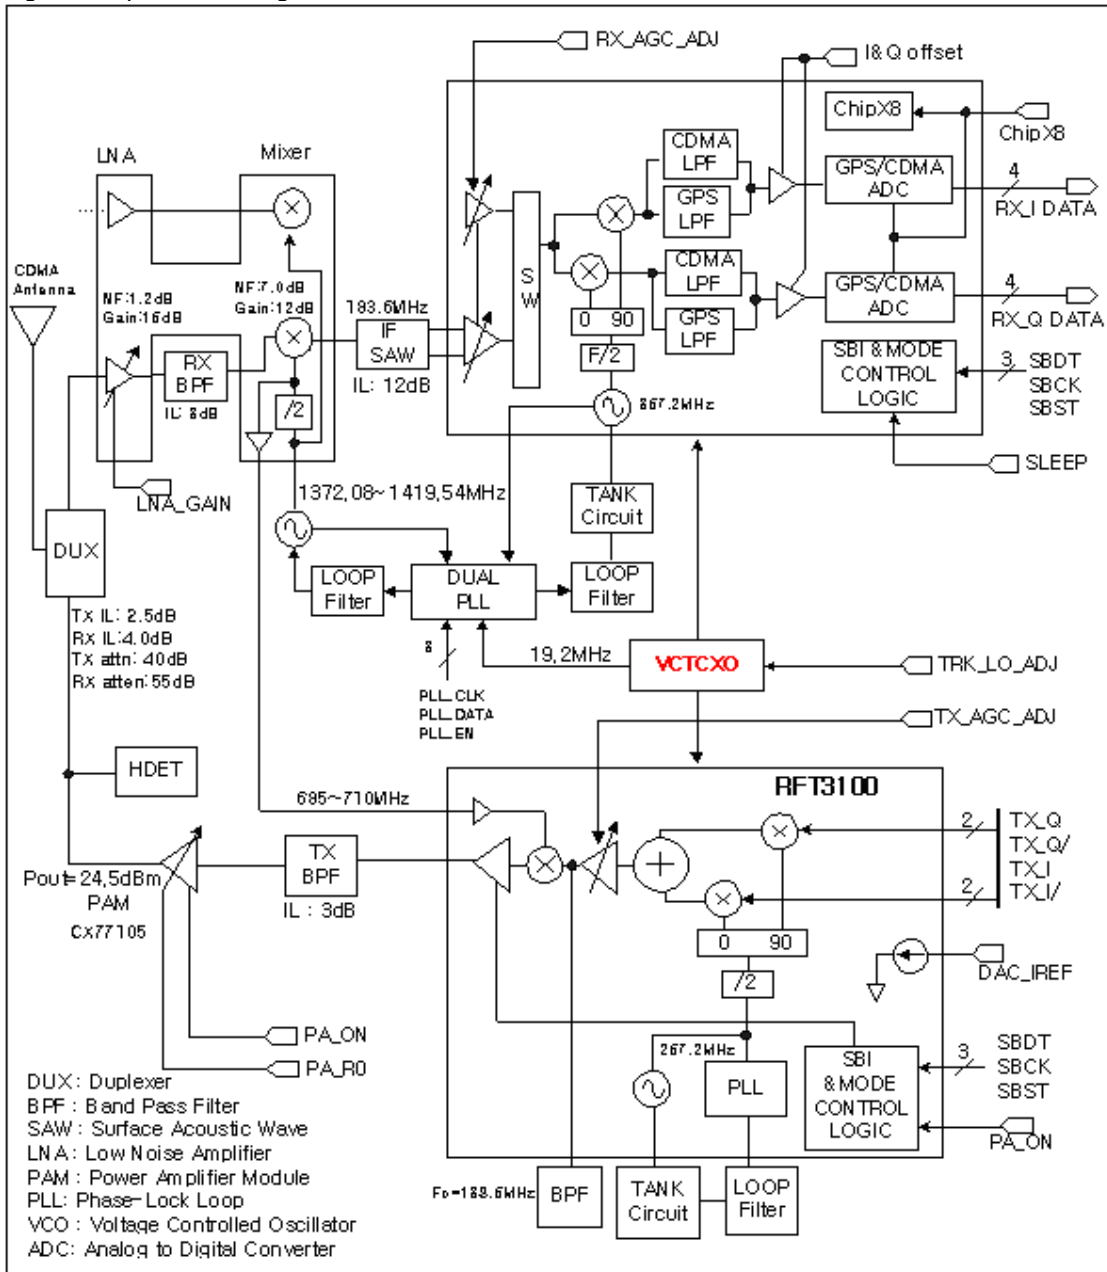 RX_AGC_ADJ
I&Q offset
ChipX8
ChipX8
LNA
Mixer
CDMA
LPF
GPS
LPF
GPS/CDMA
ADC
4
RX_I DATA
CDMA
Antenna
NF:1.2dB
Gain:16dB
NF:7.0dB
Gain:12dB
183.6MHz
IF
SAW
IL: 12dB
S
W
0 90
F/2
CDMA
LPF
GPS
LPF
GPS/CDMA
ADC
4
RX_Q DATA
RX
BPF
IL: 3dB
/2
367.2MHz
SBI & MODE
CONTROL
LOGIC
3
SBDT
SBCK
SBST
SLEEP
LNA_GAIN
1372,08~1419,54MHz
TANK
Circuit
DUX
LOOP
Filter
DUAL
PLL
LOOP
Filter
Tx IL: 2.5dB
Rx IL:4.0dB
Tx attn:40dB
Rx atten:55dB
19,2MHz
VCTCXO
TRK_LO_ADJ
PLL_CLK
PLL_DATA
PLL_EN
TX_AGC_ADJ
HDET
695~710MHz
RFT3100
2
TX_Q
TX_Q/
TX_I
TX_I/
2
TX
BPF
IL : 3dB
Pout=24,5dBm
PAM
CX77105
0 90
/2
DAC_IREF
267.2MHz
PLL
SBI
& MODE
CONTROL
LOGIC
3
SBDT
SBCK
SBST
PA_ON
PA_ON
PA_R0
Fo=183.6MHz
BPF
TANK
Circuit
LOOP
Filter
DUX : Duplexer
BPF : Band Pass Filter
SAW : Surface Acoustic Wave
LNA : Low Noise Amplifier
PAM : Power Amplifier Module
PLL: Phase-Lock Loop
VCO : Voltage Controlled Oscillator
ADC: Analog to Digital Converter